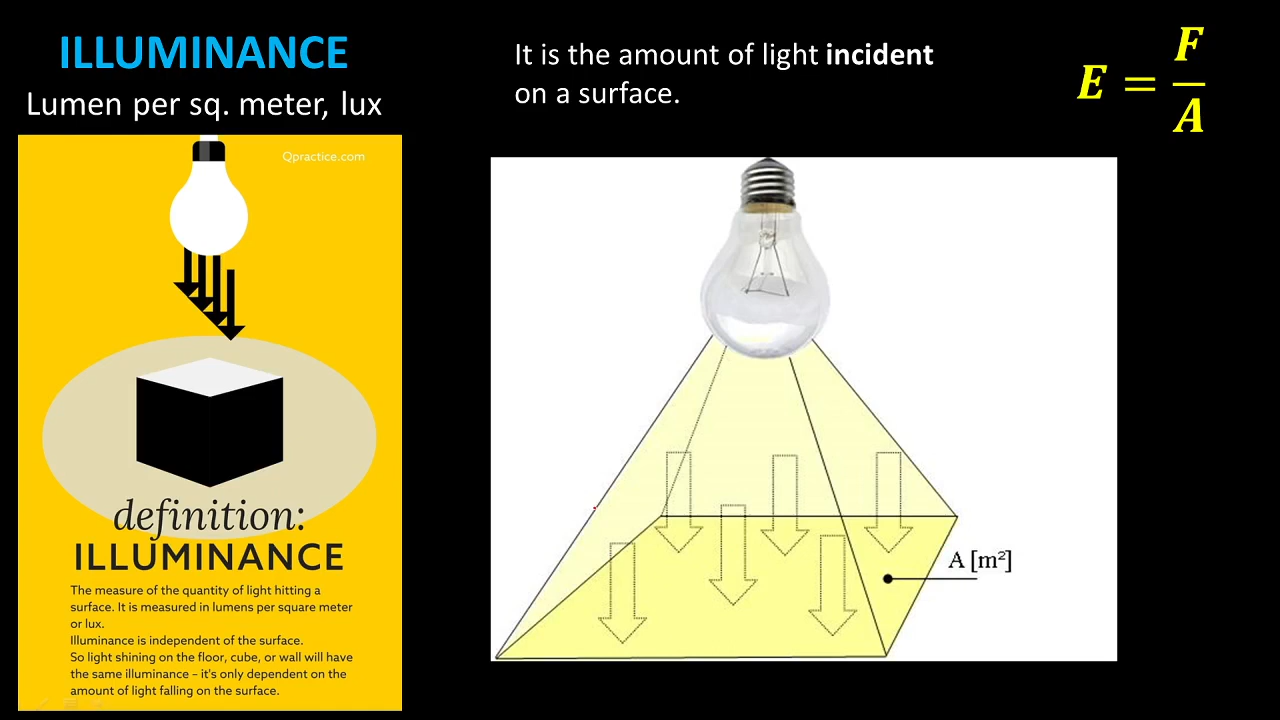 ILLUMINANCE
Lumen per sq. meter, lux
It is the amount of light incident
on a surface.
E = F/A
Qpractice.com
definition:
ILLUMINANCE
The measure of the quantity of light hitting a
surface. It is measured in lumens per square meter
or lux.
Illuminance is independent of the surface.
So light shining on the floor, cube, or wall will have
the same illuminance – it's only dependent on the
amount of light falling on the surface.
A [m²]